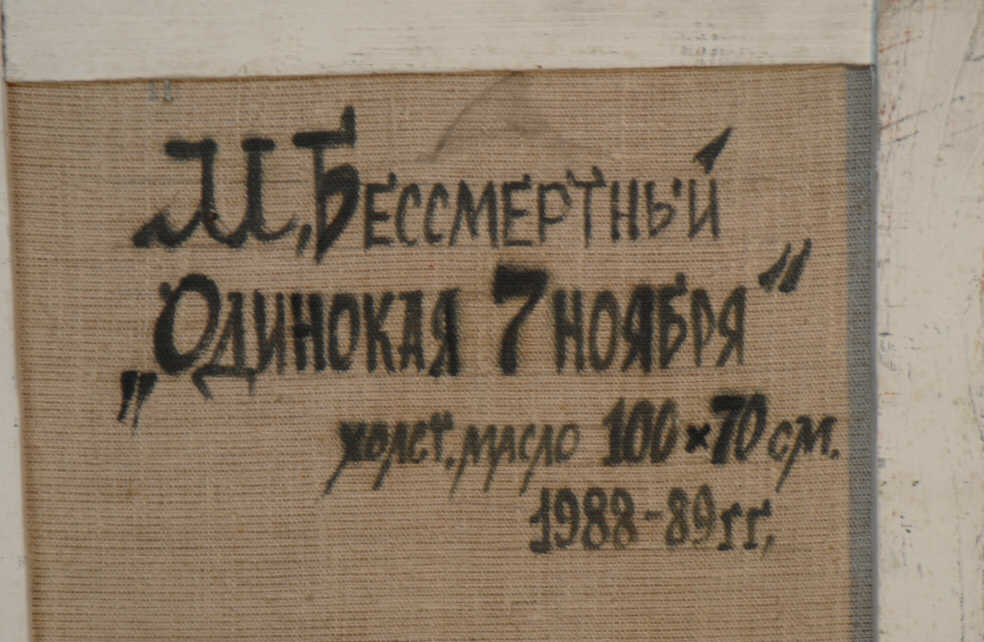 М. Бессмертный
„Одинокая 7 ноября"
холст, масло 100×70 см.
1988-89гг.